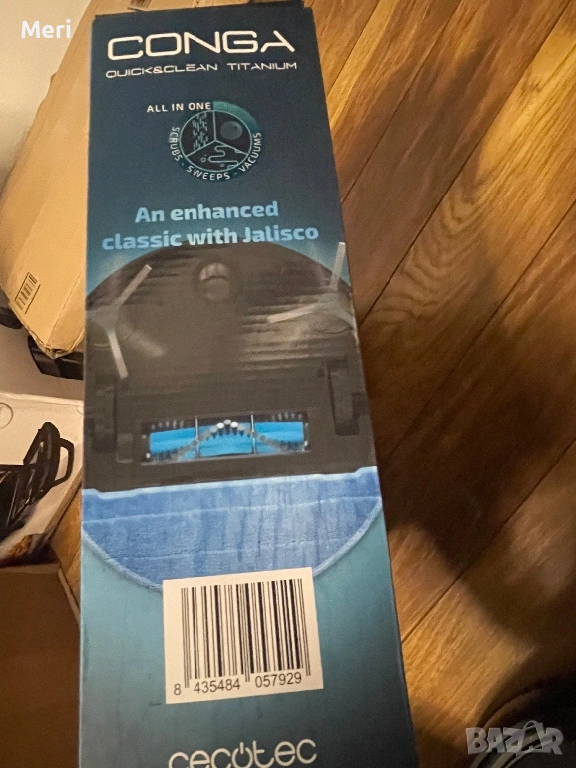 Meri
CONGA
QUICK&CLEAN TITANIUM
ALL IN ONE
SCRUBS · SWEEPS · VACUUMS
An enhanced
classic with Jalisco
8 435484 057929
cecotec
BAZAR